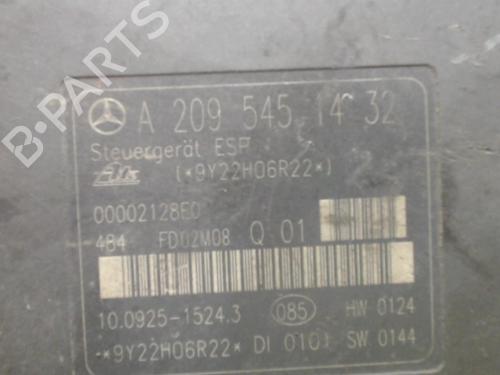 A 209 545 14 32
Steuergerät ESP
(*9Y22H06R22*)
00002128E0
484 FD02M08 Q 01
10.0925-1524.3 085 HW 0124
-*9Y22H06R22* DI 0101 SW 0144
B-PARTS